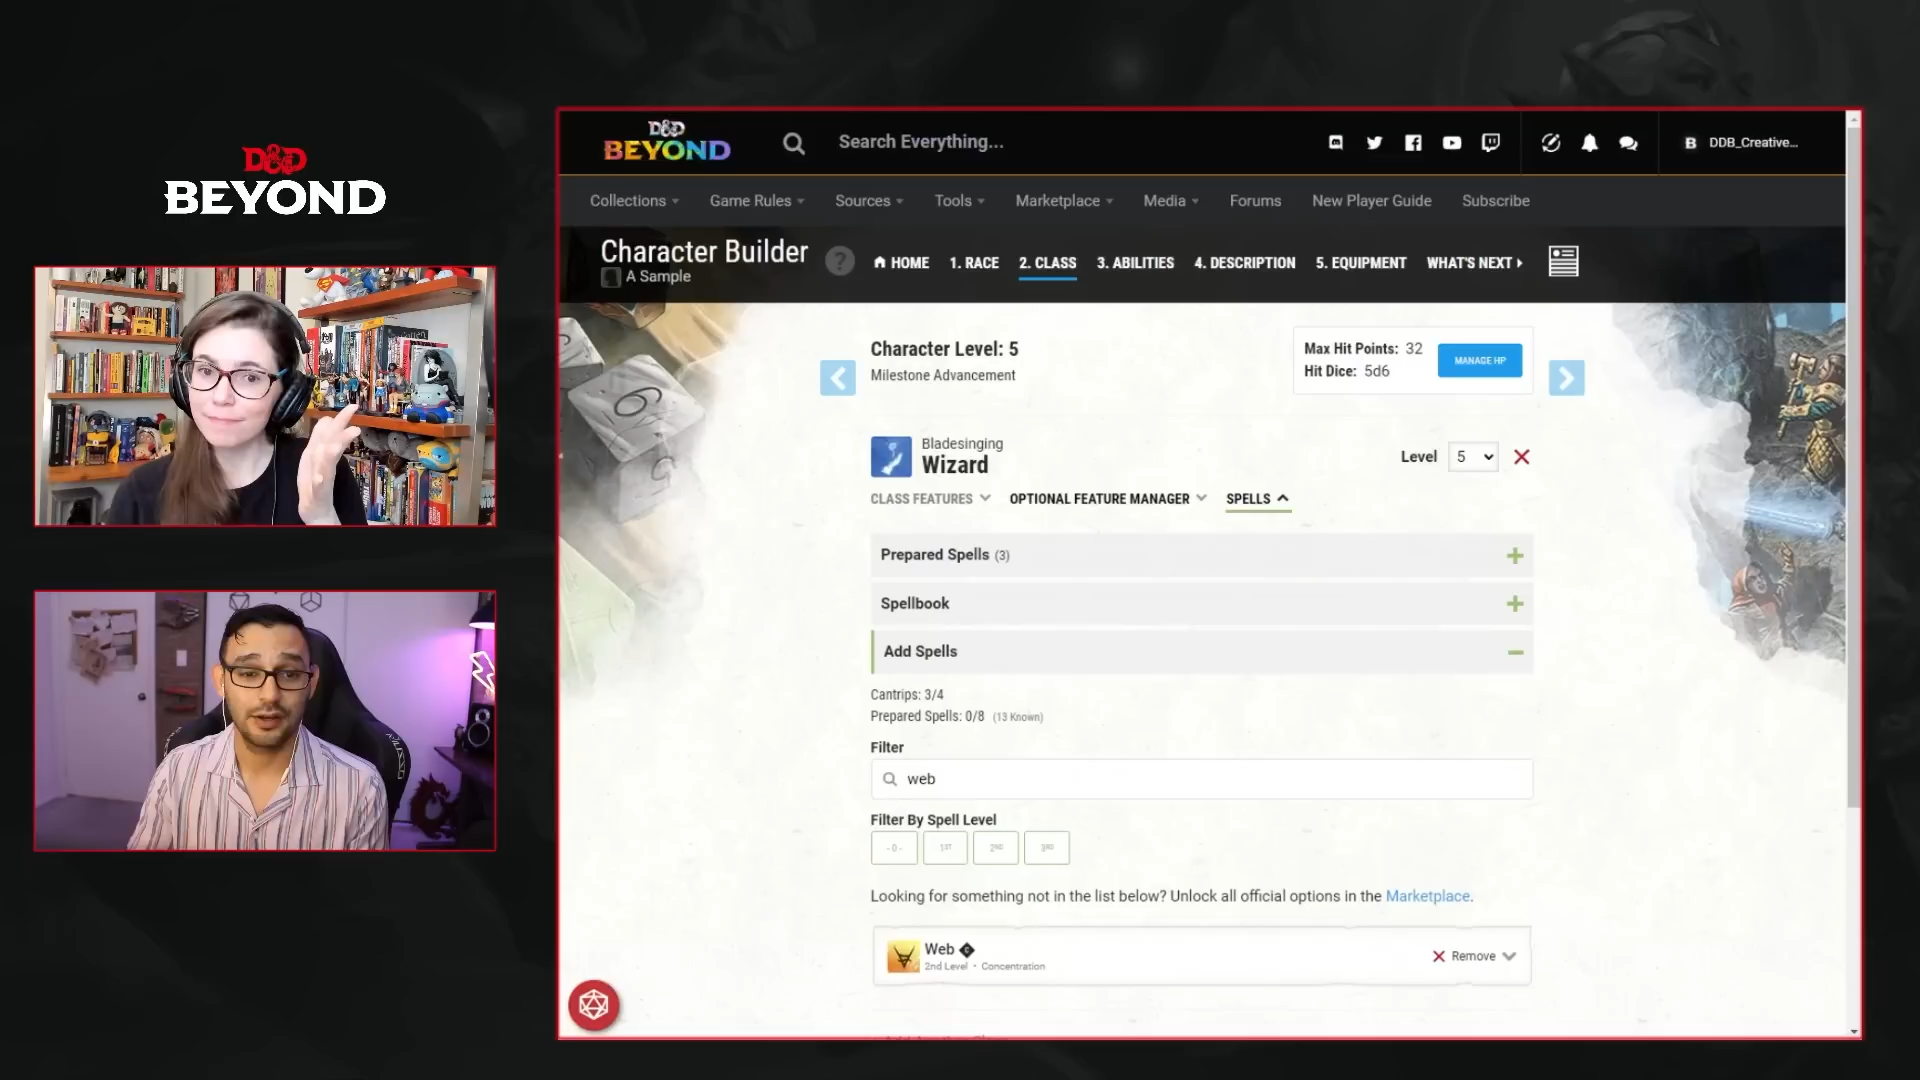 D&D
BEYOND
D&D
BEYOND
Search Everything...
B DDB_Creative...
Collections
Game Rules
Sources
Tools
Marketplace
Media
Forums
New Player Guide
Subscribe
Character Builder
A Sample
?
HOME
1. RACE
2. CLASS
3. ABILITIES
4. DESCRIPTION
5. EQUIPMENT
WHAT'S NEXT
Character Level: 5
Milestone Advancement
Max Hit Points: 32
Hit Dice: 5d6
MANAGE HP
Bladesinging
Wizard
Level 5
CLASS FEATURES
OPTIONAL FEATURE MANAGER
SPELLS
Prepared Spells (3)
Spellbook
Add Spells
Cantrips: 3/4
Prepared Spells: 0/8 (13 Known)
Filter
web
Filter By Spell Level
- 0 -
1ST
2ND
3RD
Looking for something not in the list below? Unlock all official options in the Marketplace.
Web
2nd Level • Concentration
Remove